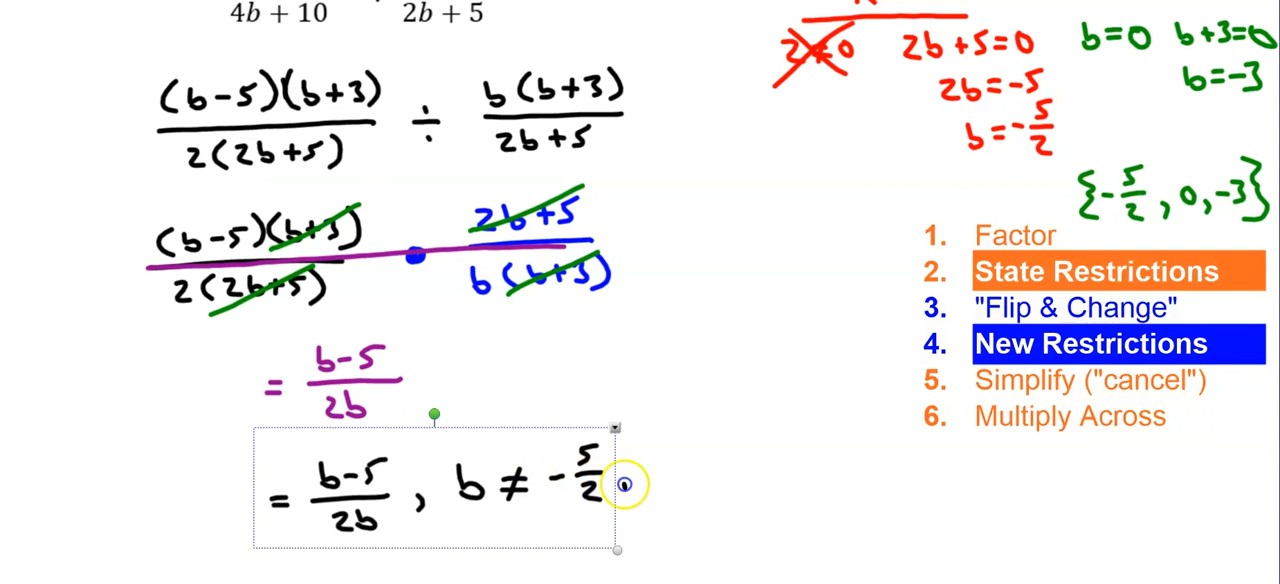 4b + 10 2b + 5
(b-5)(b+3) / 2(2b+5) ÷ b(b+3) / 2b+5
(b-5)(b+3) / 2(2b+5) • 2b+5 / b(b+3)
= b-5 / 2b
= b-5 / 2b , b ≠ -5/2
2b+5=0
2b=-5
b=-5/2
b=0 b+3=0
b=-3
{-5/2, 0, -3}
1. Factor
2. State Restrictions
3. "Flip & Change"
4. New Restrictions
5. Simplify ("cancel")
6. Multiply Across